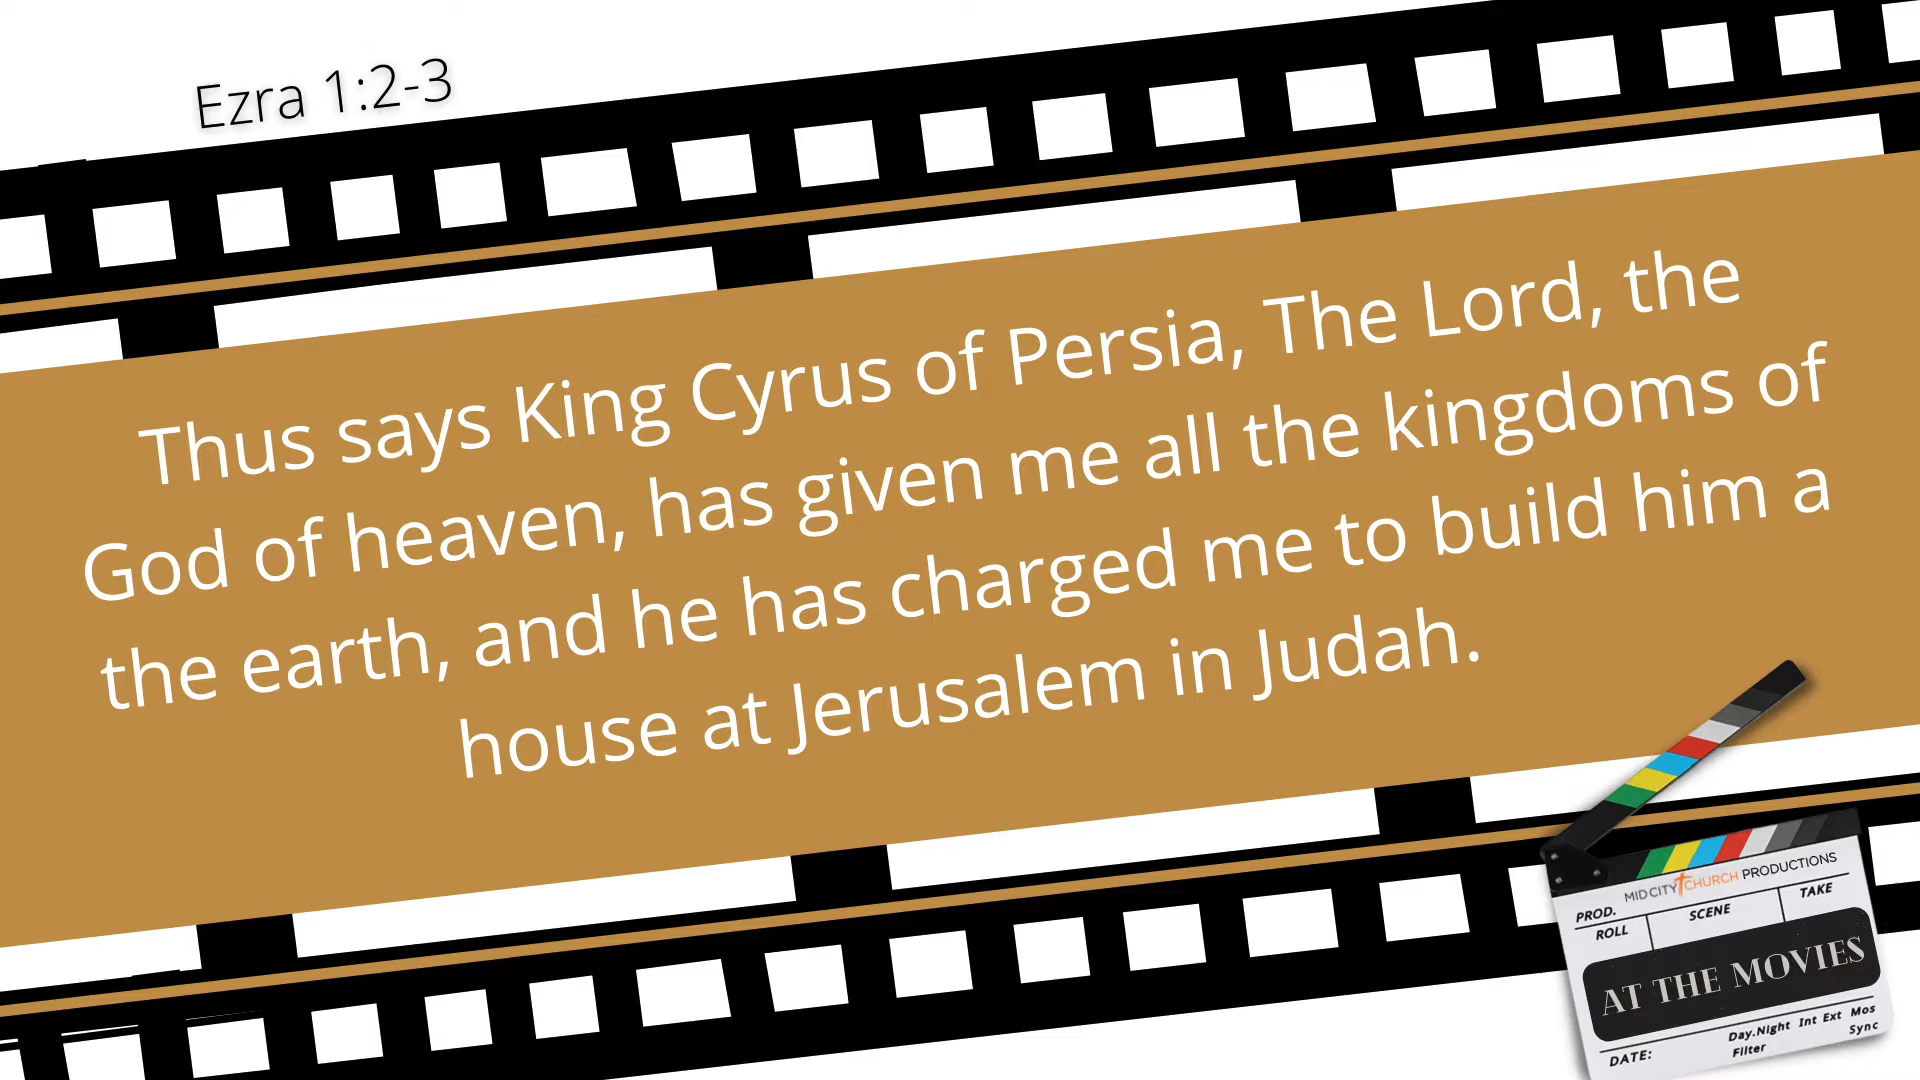 Ezra 1:2-3
Thus says King Cyrus of Persia, The Lord, the
God of heaven, has given me all the kingdoms of
the earth, and he has charged me to build him a
house at Jerusalem in Judah.
MIDCITY CHURCH PRODUCTIONS
PROD. SCENE TAKE
ROLL
AT THE MOVIES
DATE: Day.Night Int Ext Mos
Filter Sync